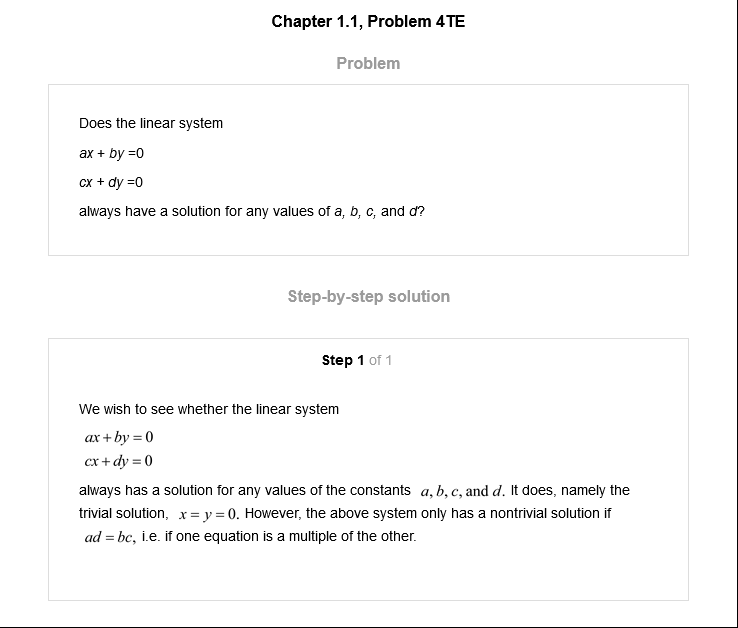 Chapter 1.1, Problem 4TE
Problem
Does the linear system
ax + by =0
cx + dy =0
always have a solution for any values of a, b, c, and d?
Step-by-step solution
Step 1 of 1
We wish to see whether the linear system
ax + by = 0
cx + dy = 0
always has a solution for any values of the constants a, b, c, and d. It does, namely the
trivial solution, x = y = 0. However, the above system only has a nontrivial solution if
ad = bc, i.e. if one equation is a multiple of the other.